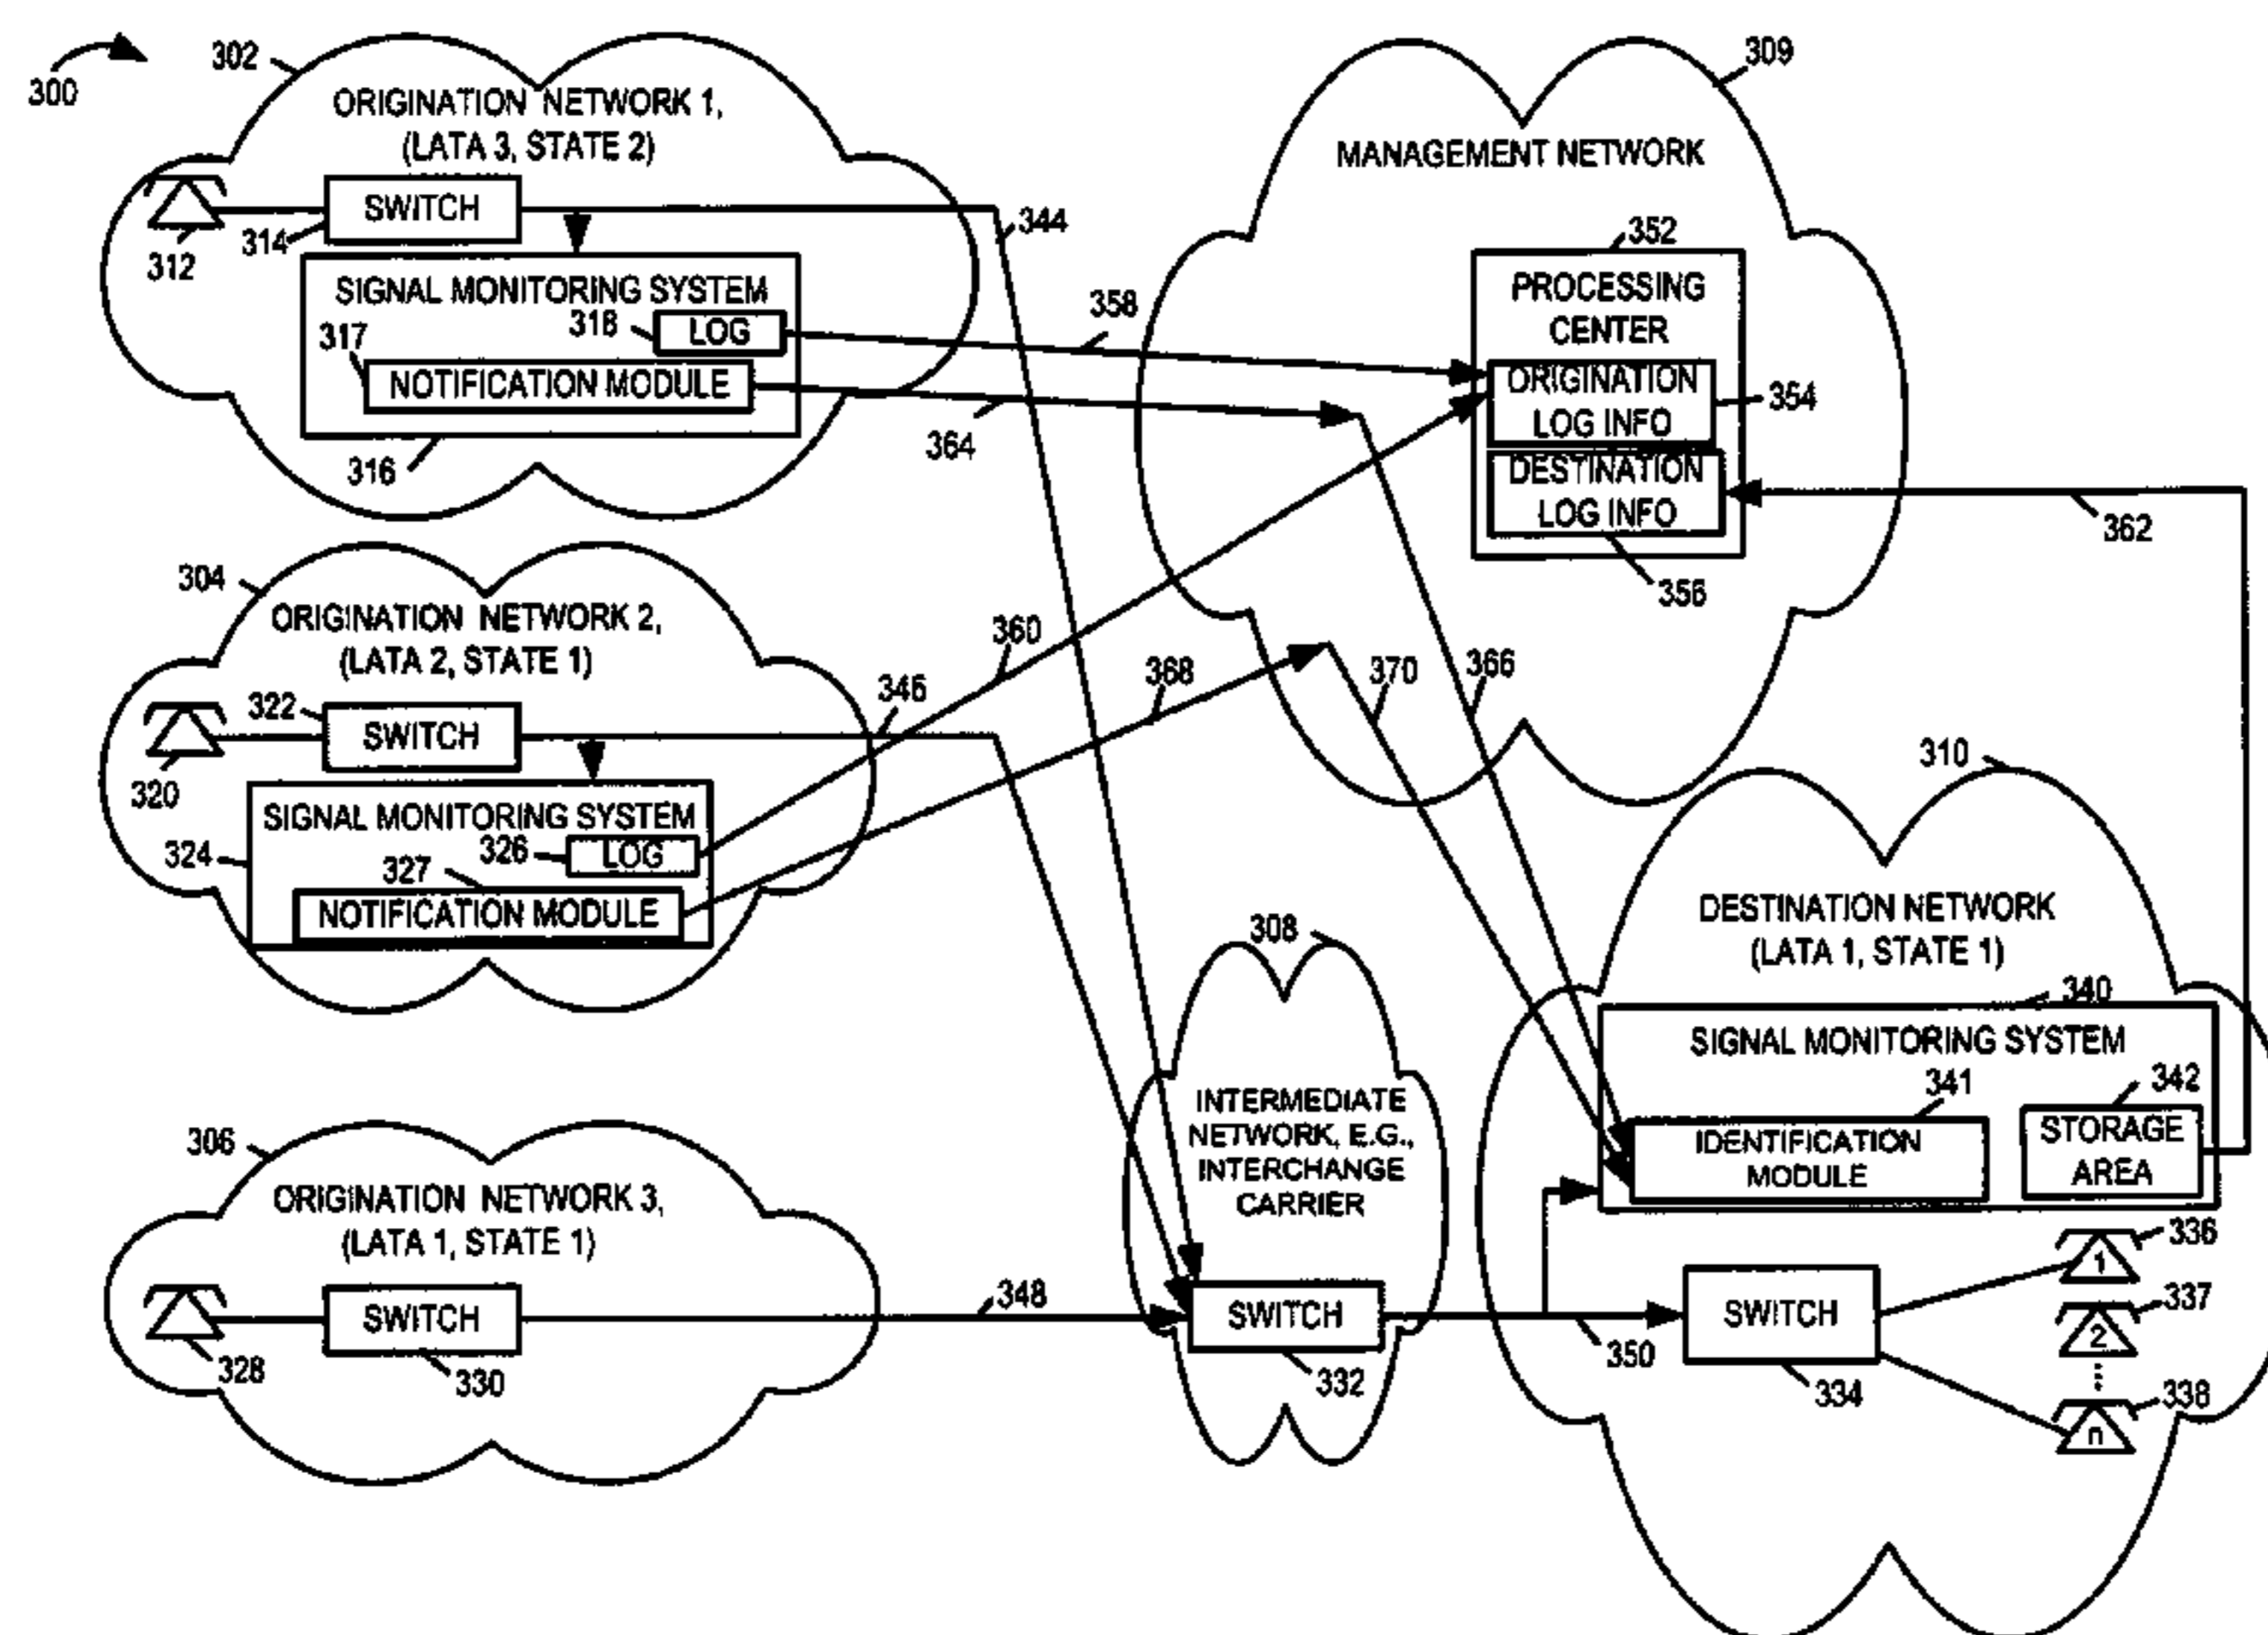 300
302
ORIGINATION NETWORK 1,
(LATA 3, STATE 2)
312
314
SWITCH
344
SIGNAL MONITORING SYSTEM
318
LOG
317
NOTIFICATION MODULE
316
358
364
309
MANAGEMENT NETWORK
352
PROCESSING
CENTER
ORIGINATION
LOG INFO
354
DESTINATION
LOG INFO
356
362
304
ORIGINATION NETWORK 2,
(LATA 2, STATE 1)
322
SWITCH
320
346
360
368
370
366
SIGNAL MONITORING SYSTEM
324
326
LOG
327
NOTIFICATION MODULE
310
DESTINATION NETWORK
(LATA 1, STATE 1)
340
SIGNAL MONITORING SYSTEM
341
342
IDENTIFICATION
MODULE
STORAGE
AREA
308
INTERMEDIATE
NETWORK, E.G.,
INTERCHANGE
CARRIER
306
ORIGINATION NETWORK 3,
(LATA 1, STATE 1)
SWITCH
328
330
348
SWITCH
332
350
SWITCH
334
336
1
337
2
338
n